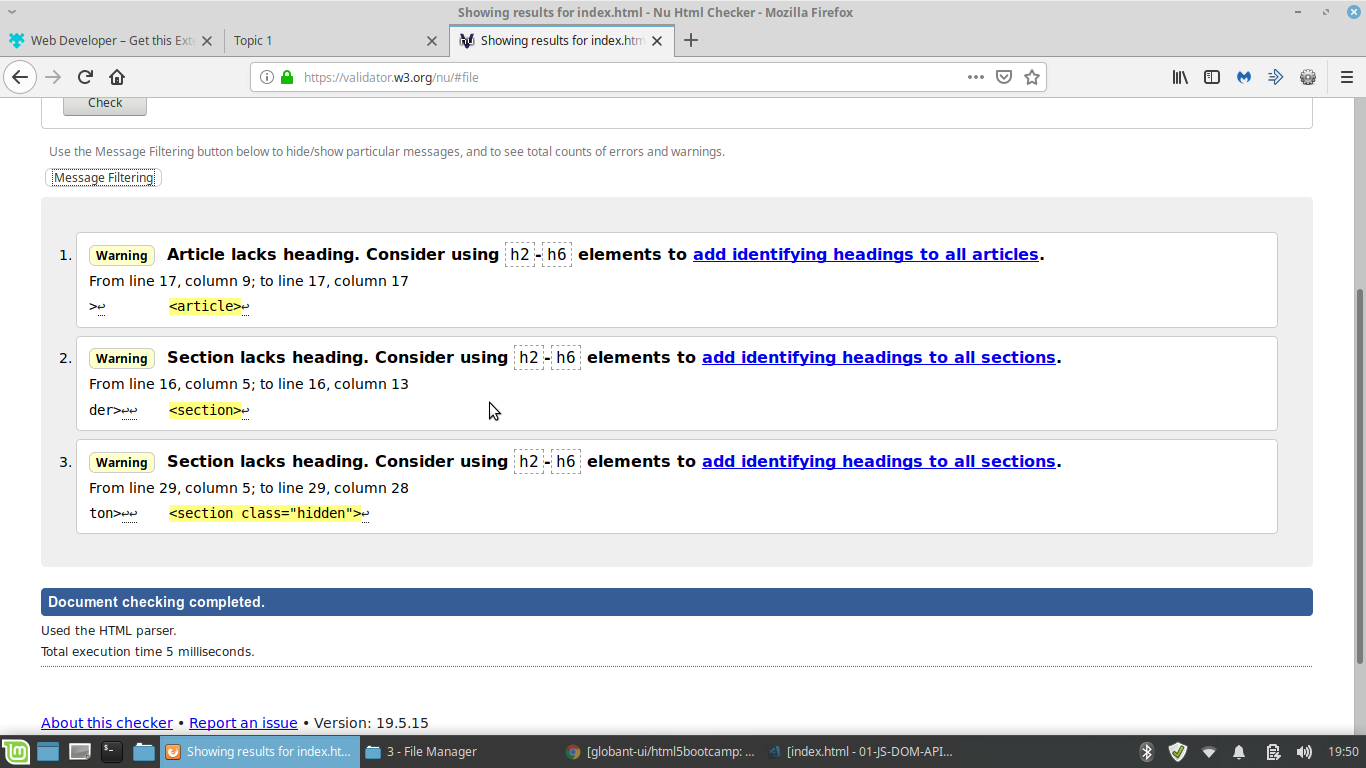 Showing results for index.html - Nu Html Checker - Mozilla Firefox
Web Developer – Get this Exte
Topic 1
Showing results for index.htm
https://validator.w3.org/nu/#file
Check
Use the Message Filtering button below to hide/show particular messages, and to see total counts of errors and warnings.
Message Filtering
1. Warning Article lacks heading. Consider using h2-h6 elements to add identifying headings to all articles.
From line 17, column 9; to line 17, column 17
>↩ <article>↩
2. Warning Section lacks heading. Consider using h2-h6 elements to add identifying headings to all sections.
From line 16, column 5; to line 16, column 13
der>↩↩ <section>↩
3. Warning Section lacks heading. Consider using h2-h6 elements to add identifying headings to all sections.
From line 29, column 5; to line 29, column 28
ton>↩↩ <section class="hidden">↩
Document checking completed.
Used the HTML parser.
Total execution time 5 milliseconds.
About this checker • Report an issue • Version: 19.5.15
Showing results for index.ht...
3 - File Manager
[globant-ui/html5bootcamp: ...
[index.html - 01-JS-DOM-API...
19:50